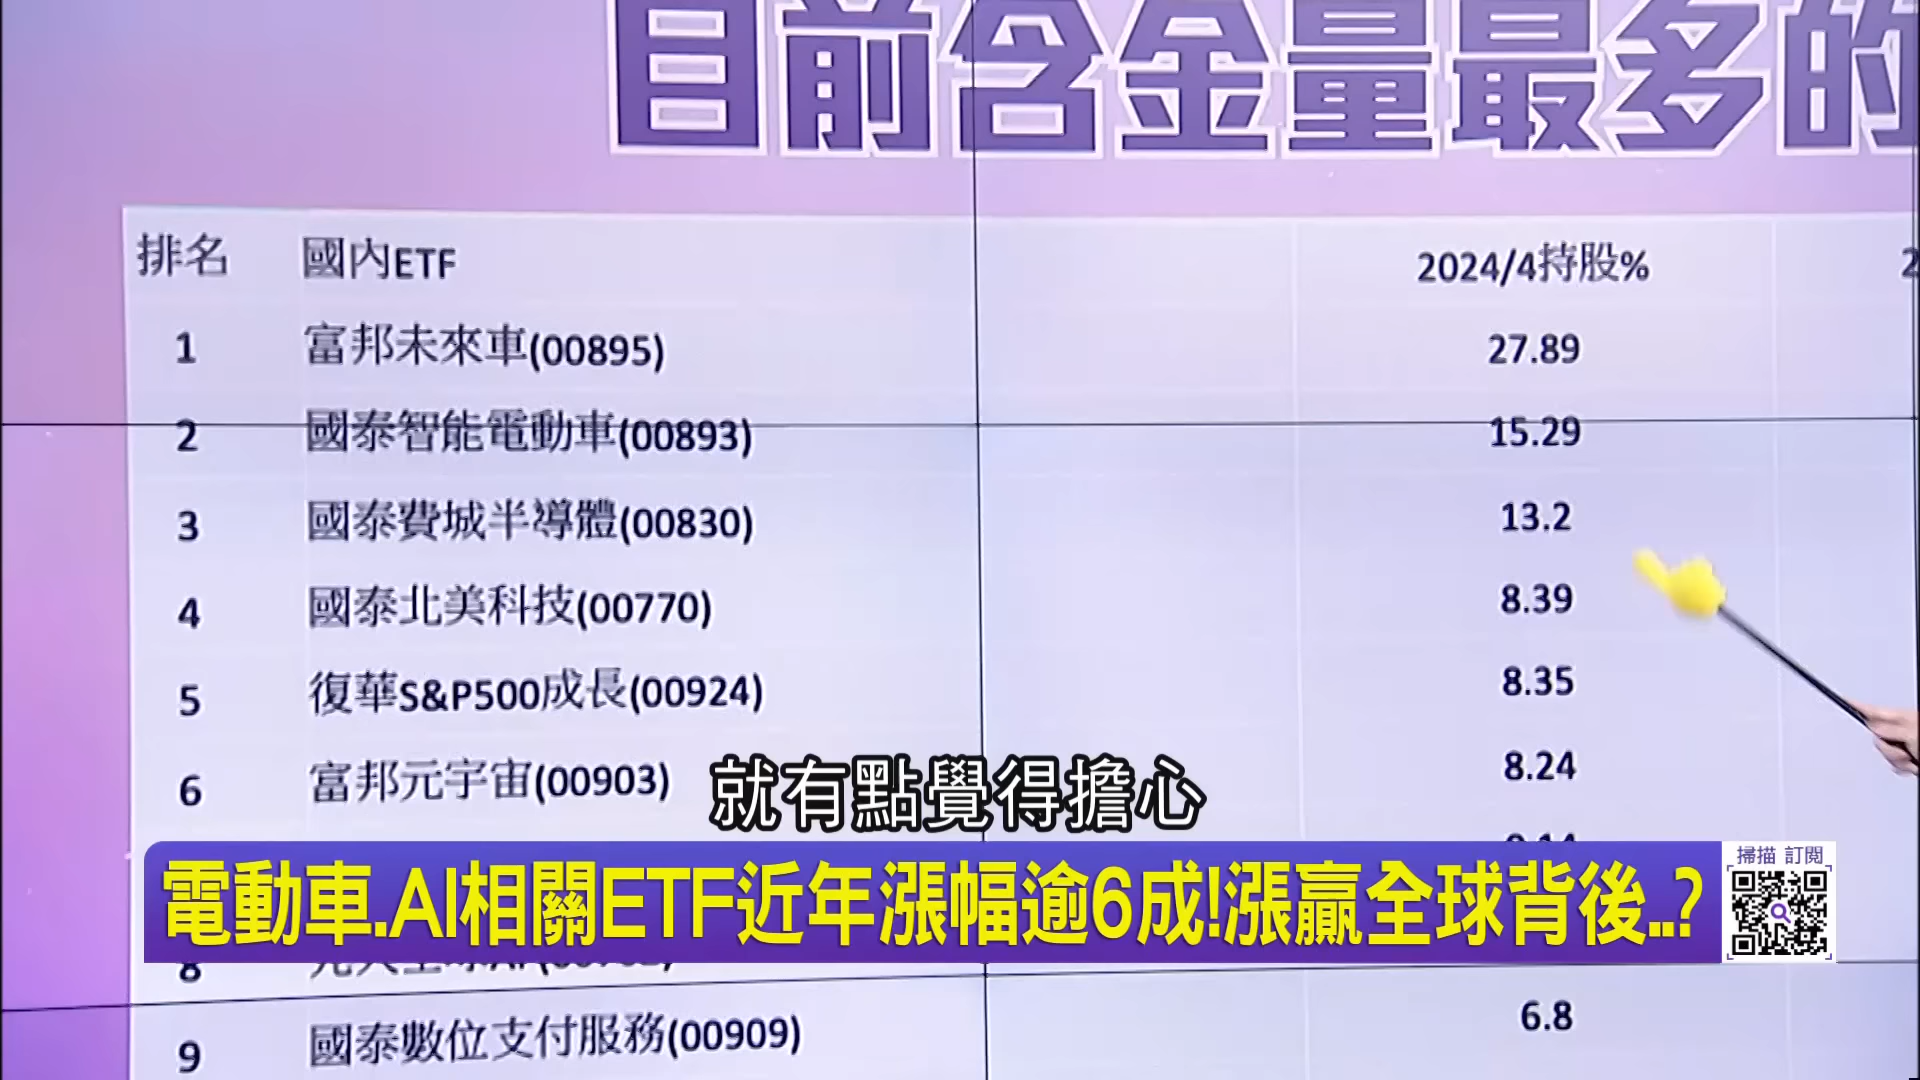 目前含金量最多的
排名 國內ETF 2024/4持股% 2
1 富邦未來車(00895) 27.89
2 國泰智能電動車(00893) 15.29
3 國泰費城半導體(00830) 13.2
4 國泰北美科技(00770) 8.39
5 復華S&P500成長(00924) 8.35
6 富邦元宇宙(00903) 8.24
就有點覺得擔心
電動車.AI相關ETF近年漲幅逾6成!漲贏全球背後..?
掃描 訂閱
8
9 國泰數位支付服務(00909) 6.8